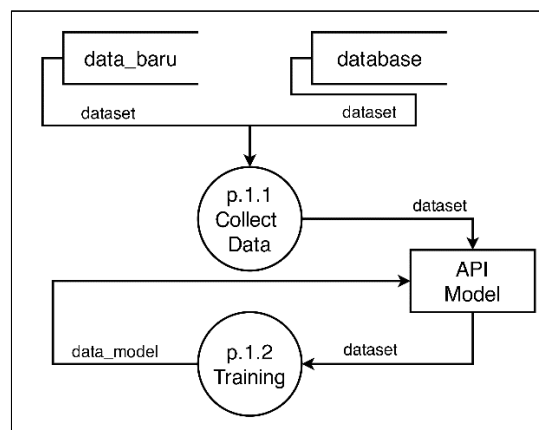 data_baru
database
dataset
dataset
p.1.1
Collect
Data
dataset
API
Model
data_model
p.1.2
Training
dataset